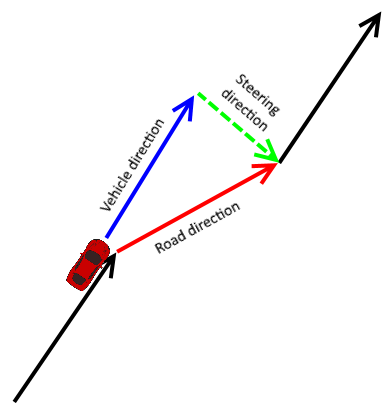 Steering
direction
Vehicle direction
Road direction